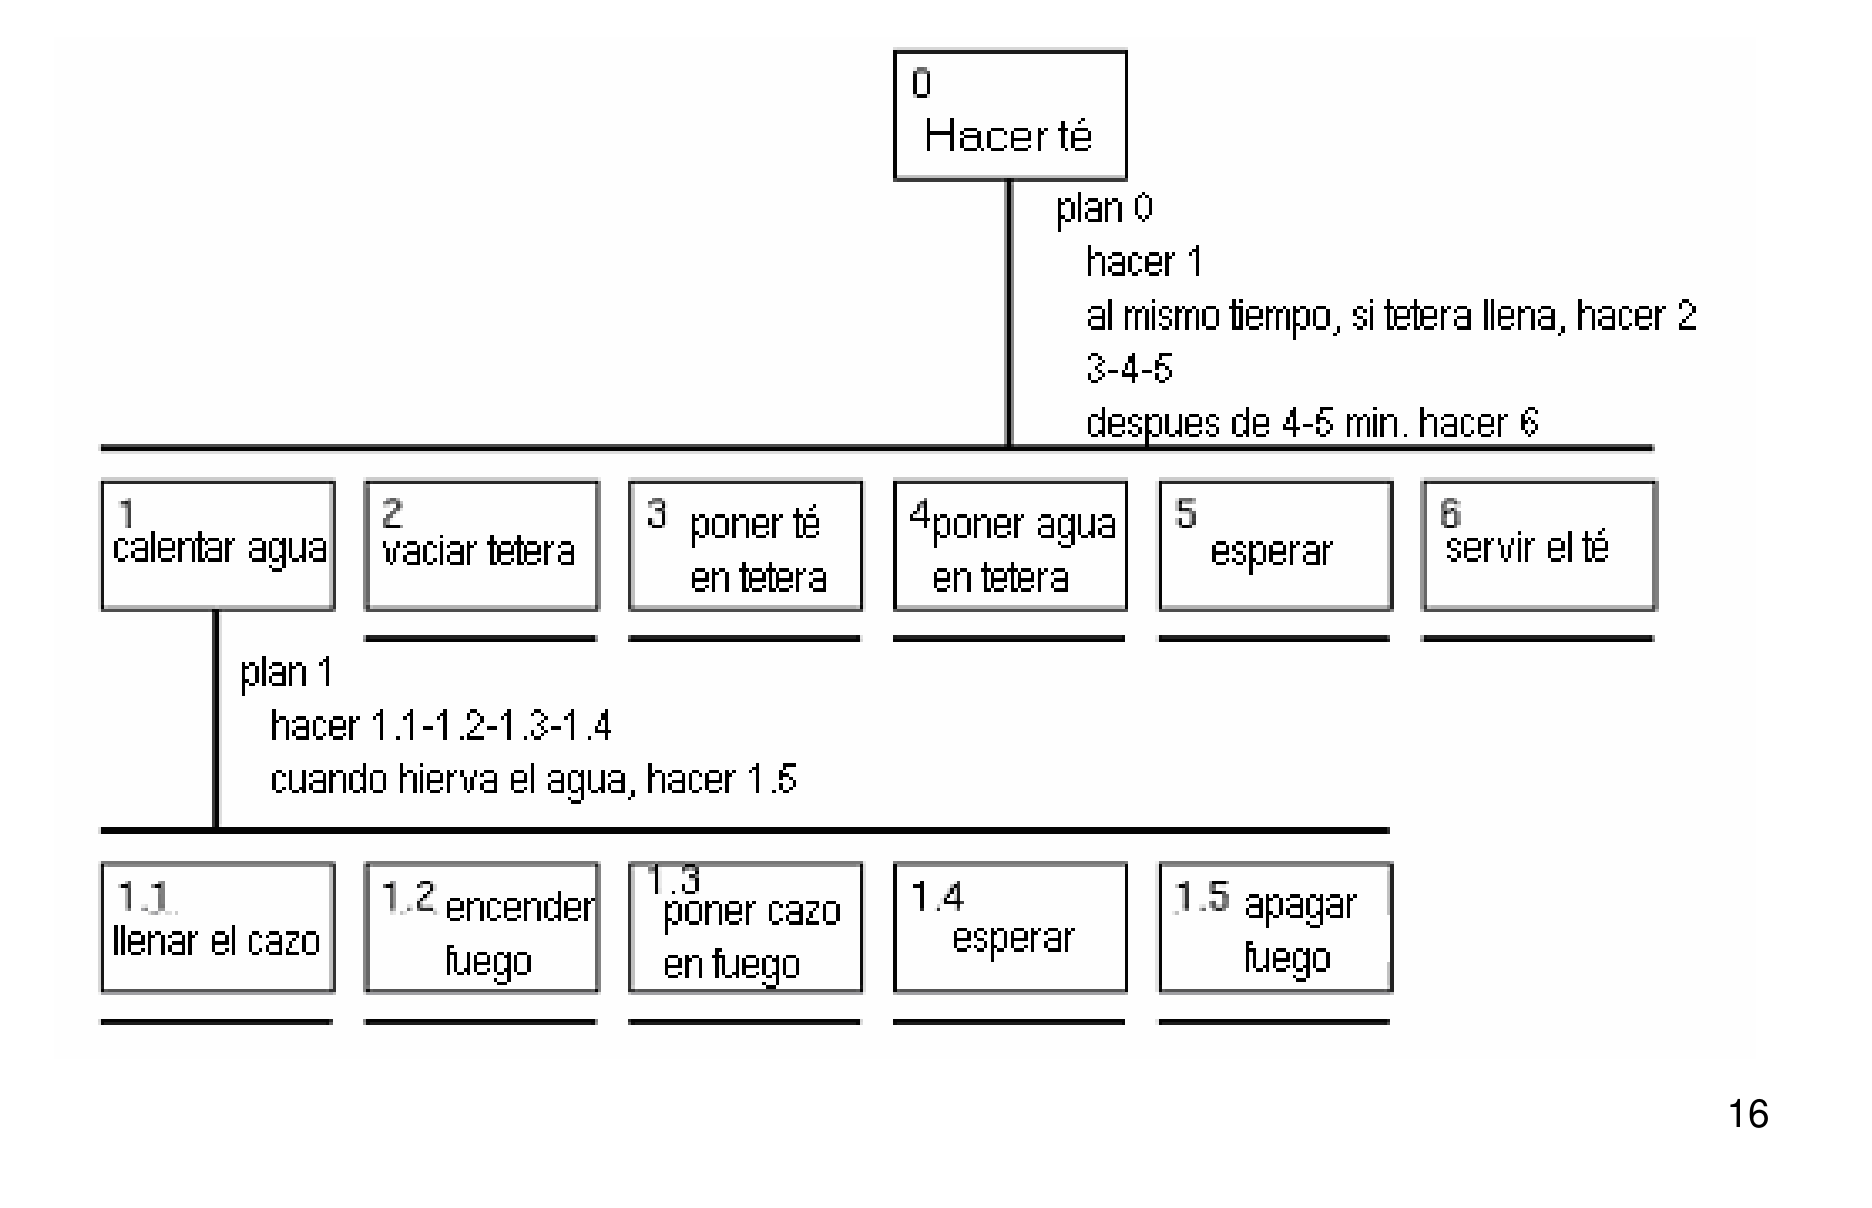 0
Hacer té
plan 0
hacer 1
al mismo tiempo, si tetera llena, hacer 2
3-4-5
despues de 4-5 min. hacer 6
1
calentar agua
2
vaciar tetera
3 poner té
en tetera
4 poner agua
en tetera
5
esperar
6
servir el té
plan 1
hacer 1.1-1.2-1.3-1.4
cuando hierva el agua, hacer 1.5
1.1
llenar el cazo
1.2 encender
fuego
1.3
poner cazo
en fuego
1.4
esperar
1.5 apagar
fuego
16